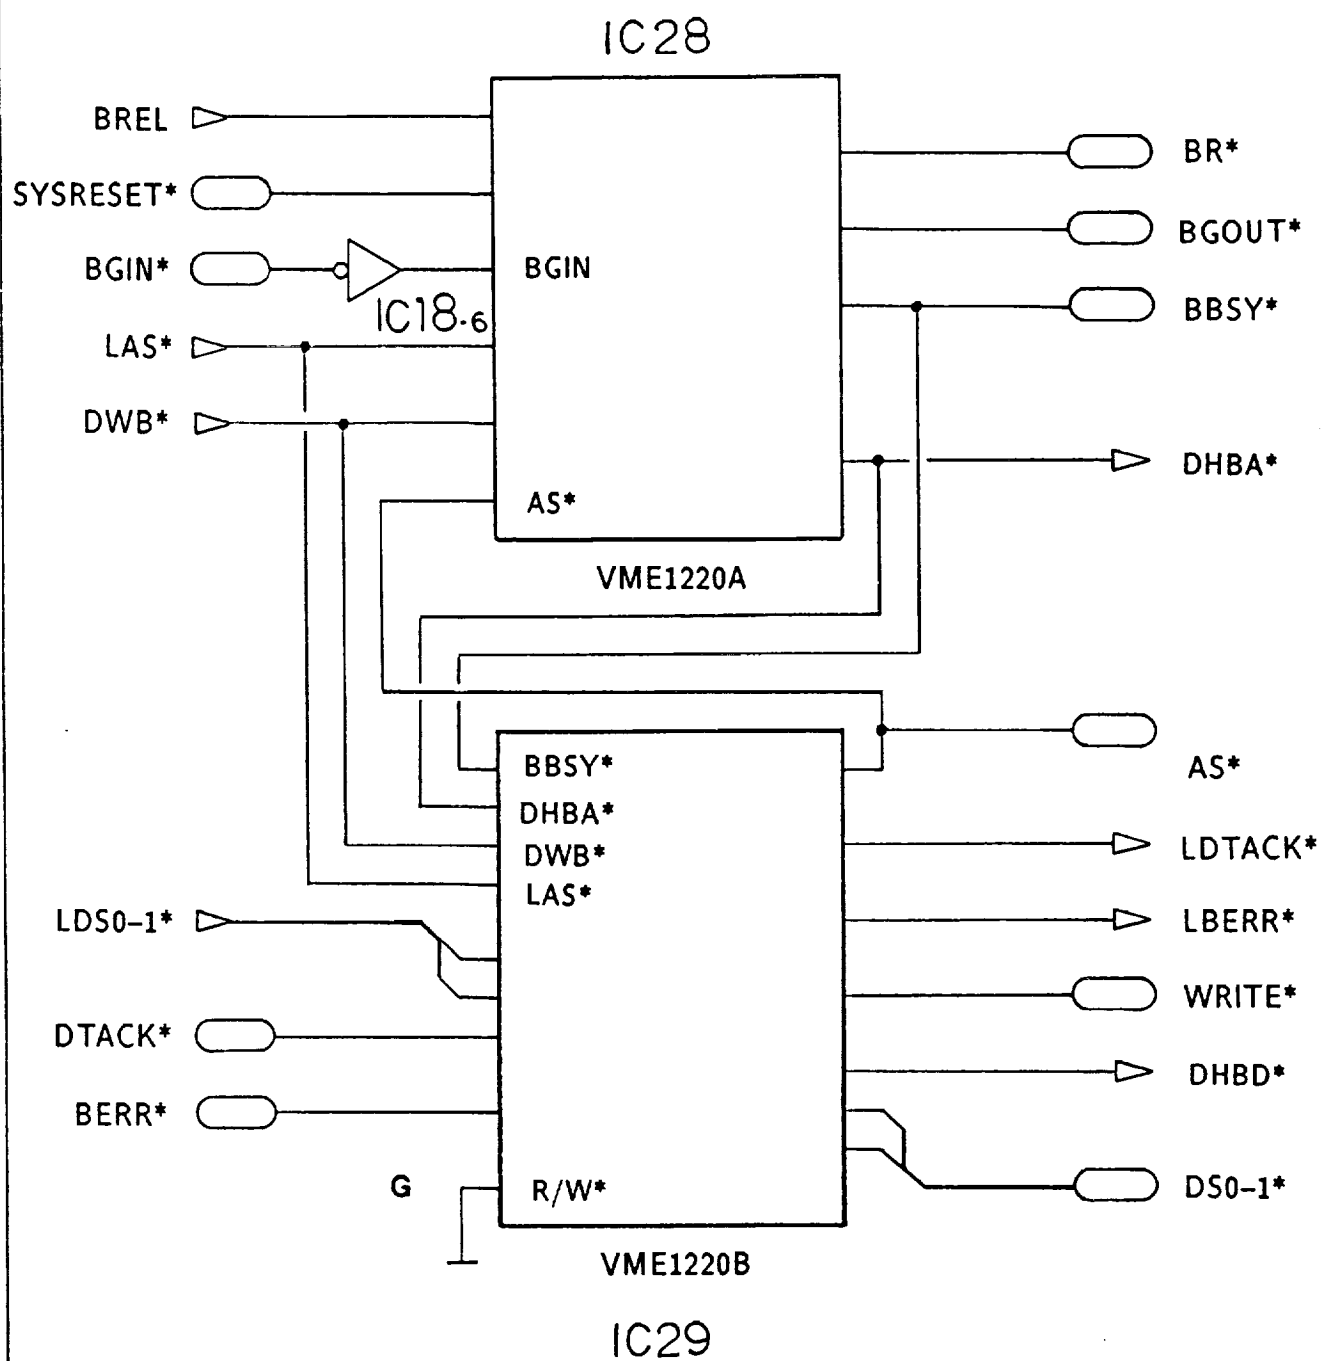 IC28
BREL
BR*
SYSRESET*
BGOUT*
BGIN*
BGIN
IC18.6
BBSY*
LAS*
DWB*
DHBA*
AS*
VME1220A
BBSY*
AS*
DHBA*
DWB*
LDTACK*
LAS*
LDS0-1*
LBERR*
WRITE*
DTACK*
DHBD*
BERR*
G
R/W*
DS0-1*
VME1220B
IC29